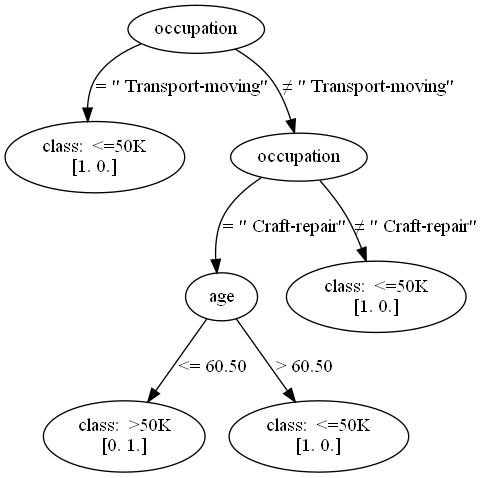 occupation
= " Transport-moving"
≠ " Transport-moving"
class:  <=50K
[1. 0.]
occupation
= " Craft-repair"
≠ " Craft-repair"
age
class:  <=50K
[1. 0.]
<= 60.50
> 60.50
class:  >50K
[0. 1.]
class:  <=50K
[1. 0.]